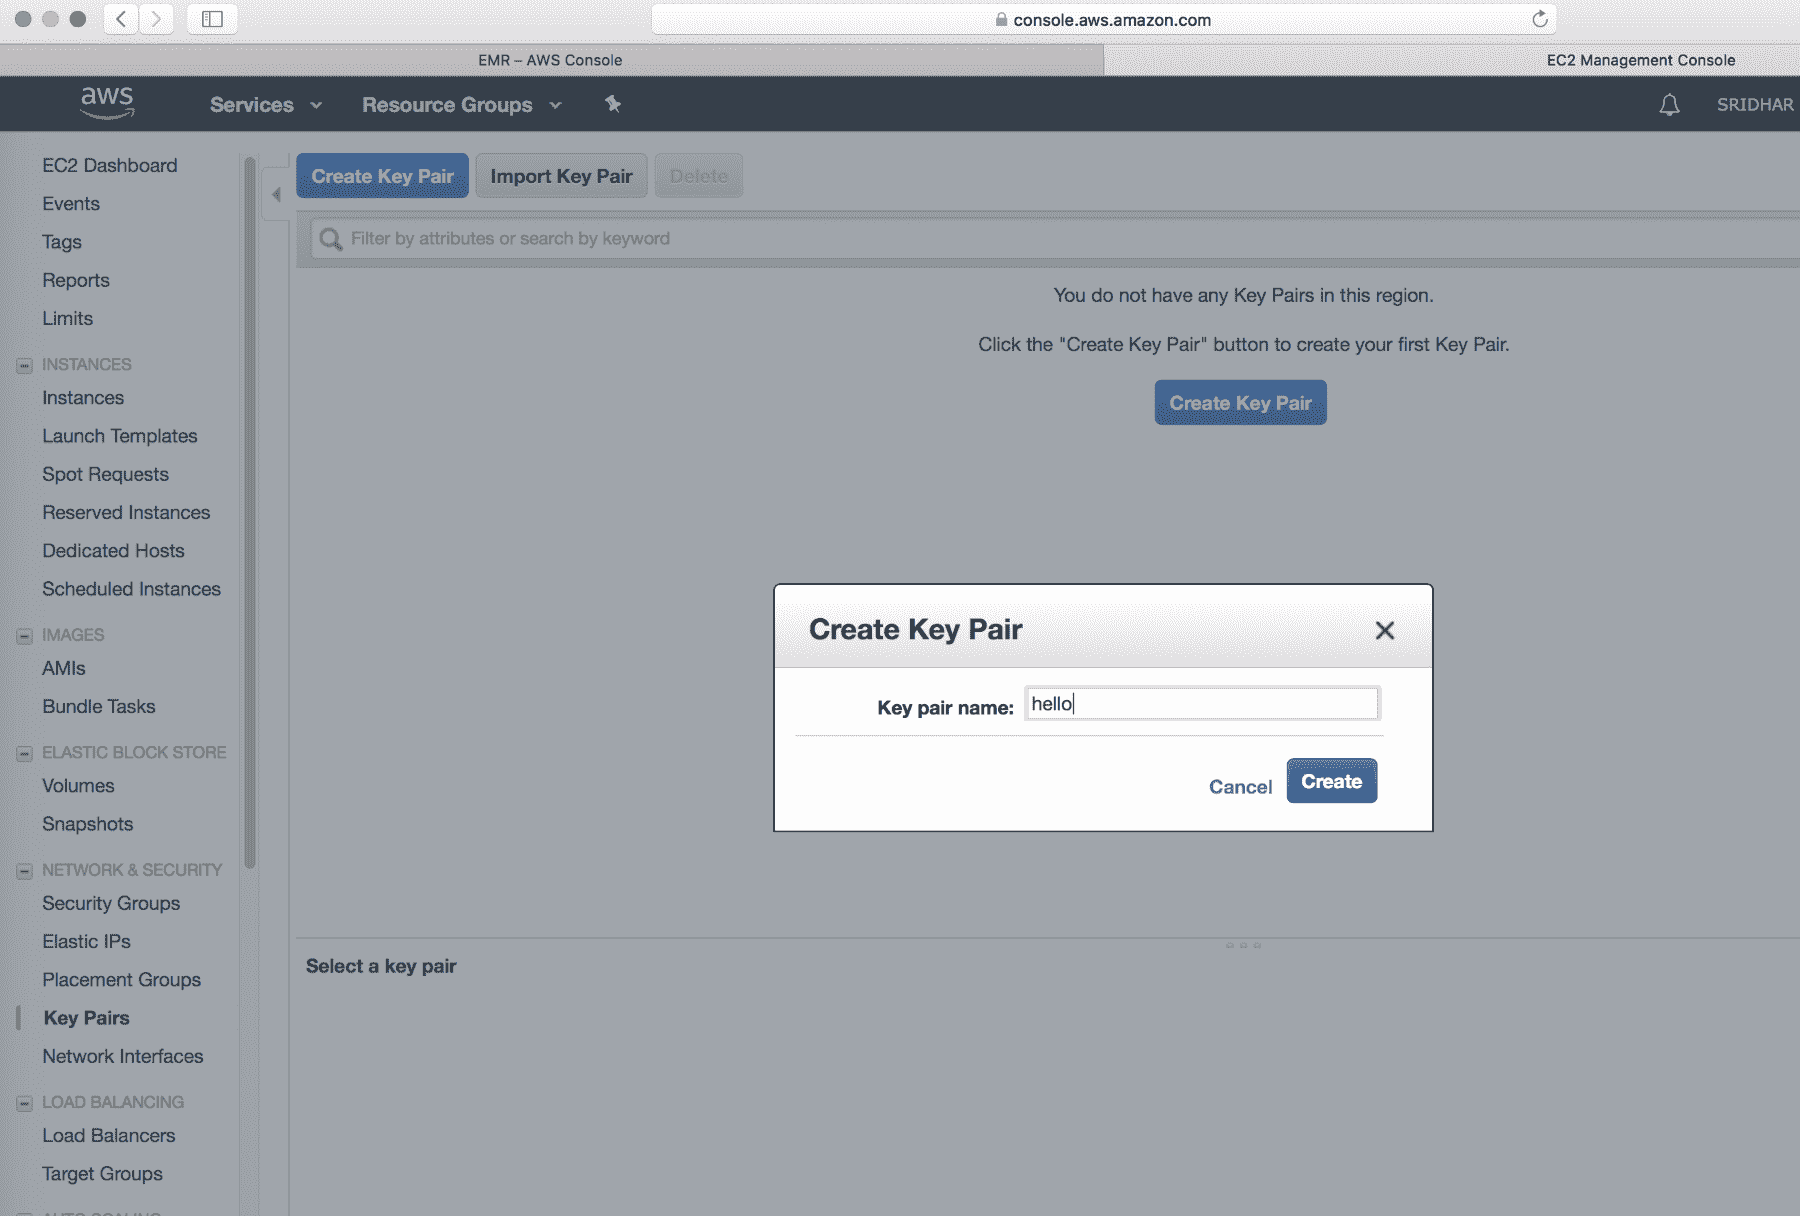 console.aws.amazon.com
EMR – AWS Console
EC2 Management Console
aws
Services
Resource Groups
SRIDHAR
EC2 Dashboard
Events
Tags
Reports
Limits
INSTANCES
Instances
Launch Templates
Spot Requests
Reserved Instances
Dedicated Hosts
Scheduled Instances
IMAGES
AMIs
Bundle Tasks
ELASTIC BLOCK STORE
Volumes
Snapshots
NETWORK & SECURITY
Security Groups
Elastic IPs
Placement Groups
Key Pairs
Network Interfaces
LOAD BALANCING
Load Balancers
Target Groups
AUTO SCALING
Create Key Pair
Import Key Pair
Delete
Filter by attributes or search by keyword
You do not have any Key Pairs in this region.
Click the "Create Key Pair" button to create your first Key Pair.
Create Key Pair
Create Key Pair
Key pair name:
hello
Cancel
Create
Select a key pair